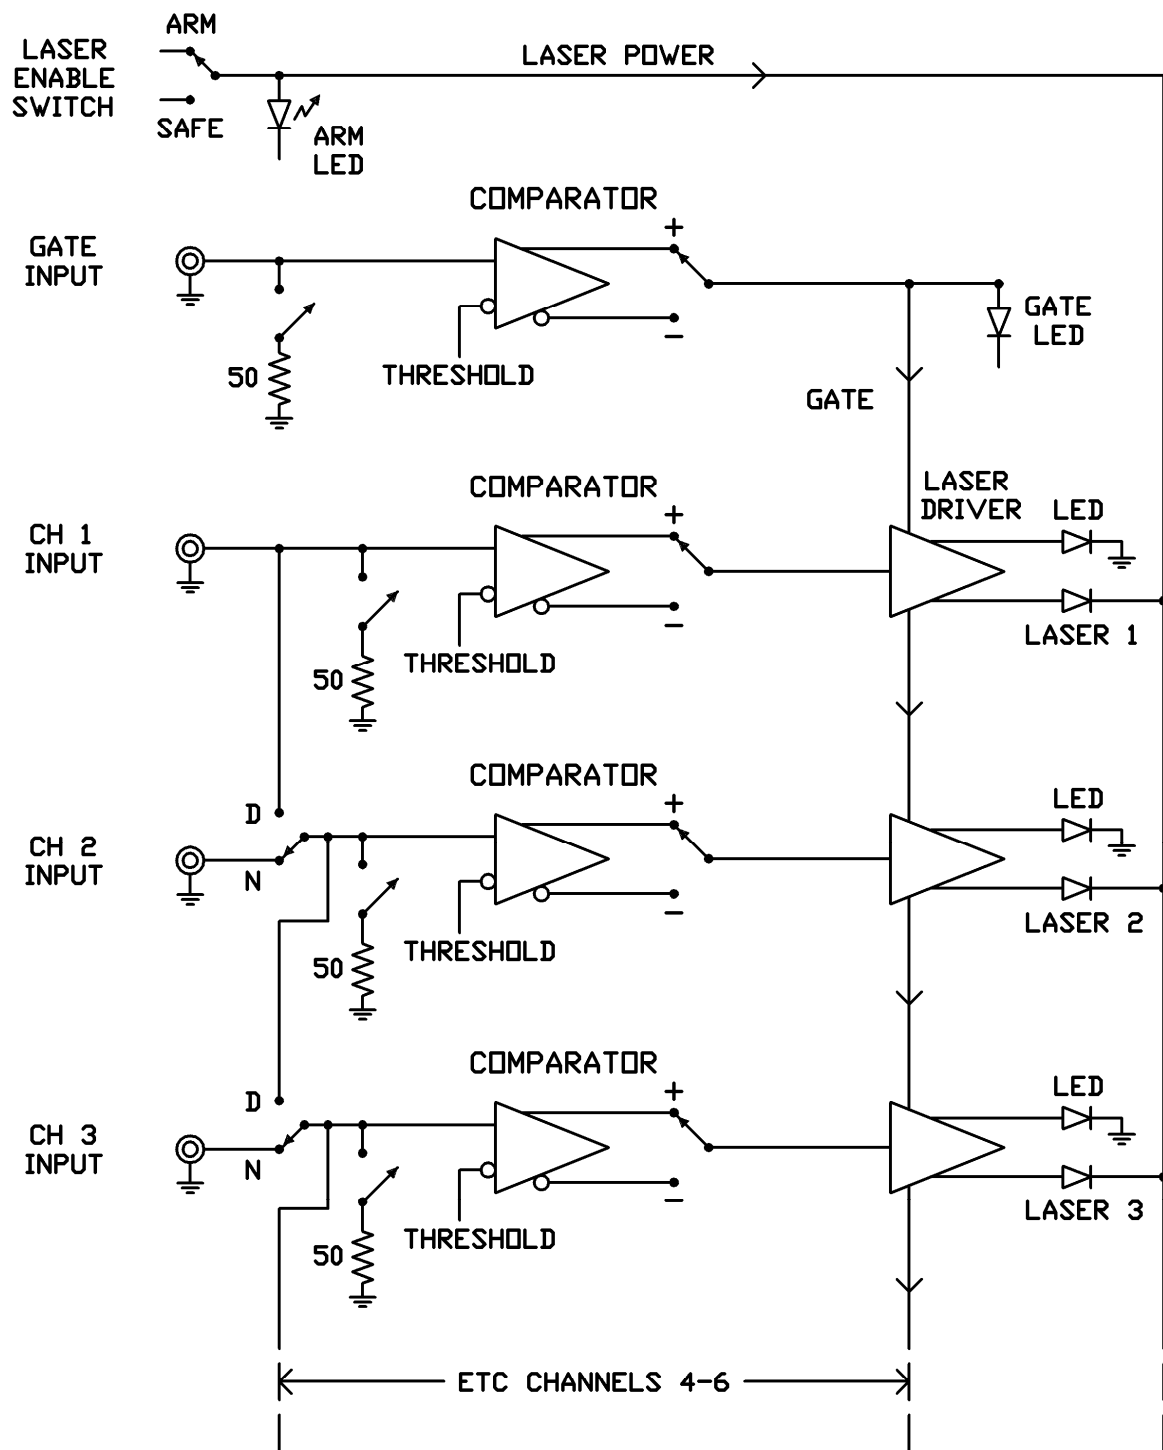 ARM
LASER
ENABLE
SWITCH
SAFE
ARM
LED
LASER POWER
COMPARATOR
GATE
INPUT
+
-
50
THRESHOLD
GATE
LED
GATE
COMPARATOR
CH 1
INPUT
+
-
50
THRESHOLD
LASER
DRIVER
LED
LASER 1
COMPARATOR
D
CH 2
INPUT
N
+
-
50
THRESHOLD
LED
LASER 2
COMPARATOR
D
CH 3
INPUT
N
+
-
50
THRESHOLD
LED
LASER 3
ETC CHANNELS 4-6